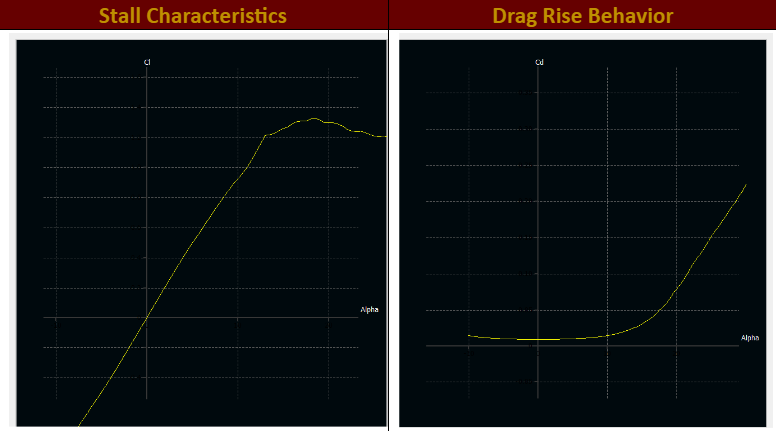 Stall Characteristics
Drag Rise Behavior
Cl
Cd
Alpha
Alpha